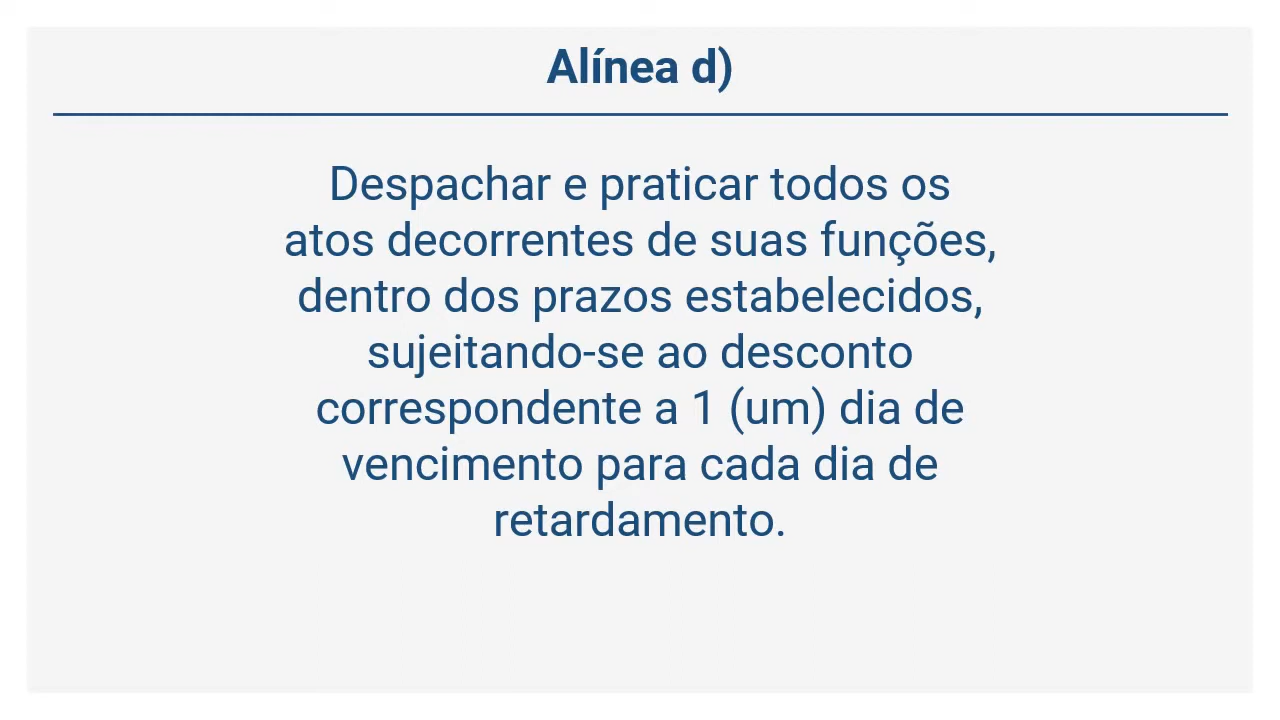 Alínea d)
Despachar e praticar todos os
atos decorrentes de suas funções,
dentro dos prazos estabelecidos,
sujeitando-se ao desconto
correspondente a 1 (um) dia de
vencimento para cada dia de
retardamento.